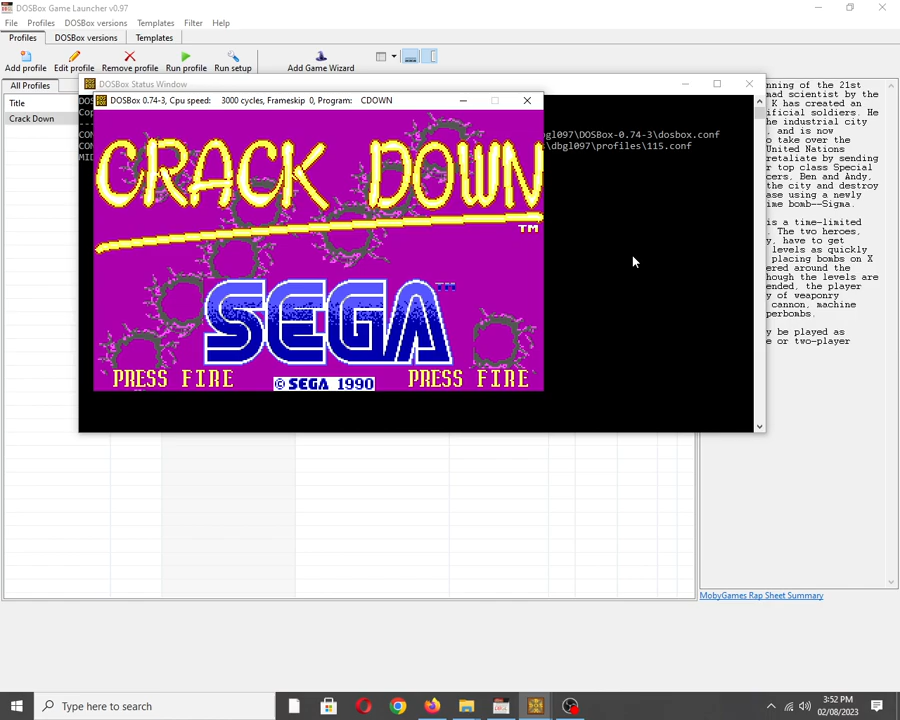 DOSBox Game Launcher v0.97
File Profiles DOSBox versions Templates Filter Help
Profiles DOSBox versions Templates
Add profile Edit profile Remove profile Run profile Run setup Add Game Wizard
All Profiles
Title
Crack Down
DOSBox Status Window
DOSBox 0.74-3, Cpu speed: 3000 cycles, Frameskip 0, Program: CDOWN
DOS
Cop
---
CON
CON
MID
bgl097\DOSBox-0.74-3\dosbox.conf
\dbgl097\profiles\115.conf
CRACK DOWN
TM
SEGA
TM
PRESS FIRE
© SEGA 1990
PRESS FIRE
nning of the 21st
mad scientist by the
K has created an
ificial soldiers. He
he industrial city
, and is now
o take over the
United Nations
retaliate by sending
r top class Special
cers, Ben and Andy,
the city and destroy
ase using a newly
ime bomb--Sigma.
is a time-limited
. The two heroes,
y, have to get
levels as quickly
placing bombs on X
ered around the
hough the levels are
ended, the player
y of weaponry
cannon, machine
perbombs.
y be played as
e or two-player
MobyGames Rap Sheet Summary
Type here to search
3:52 PM
02/08/2023